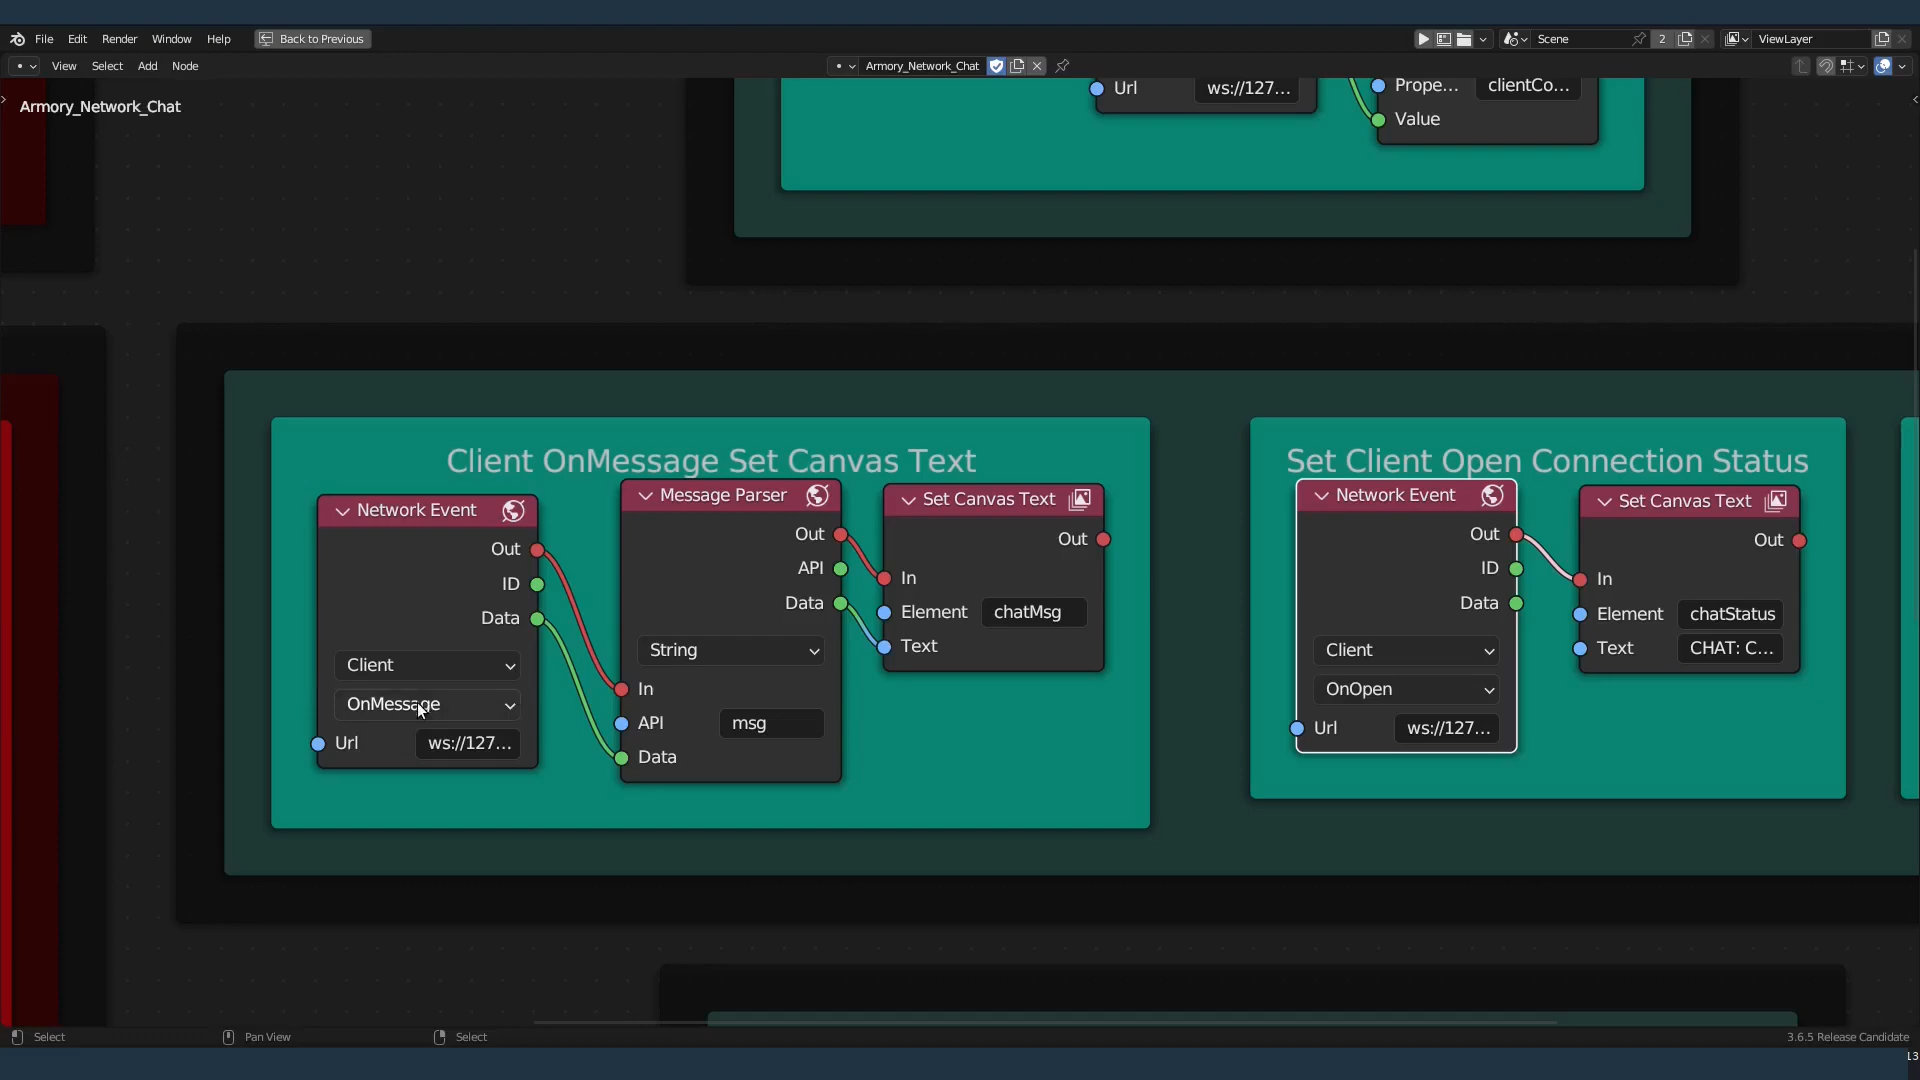 File Edit Render Window Help Back to Previous Scene 2 ViewLayer
View Select Add Node Armory_Network_Chat
Armory_Network_Chat
Url ws://127...
Prope... clientCo...
Value
Client OnMessage Set Canvas Text
Network Event
Out
ID
Data
Client
OnMessage
Url ws://127...
Message Parser
Out
API
Data
String
In
API msg
Data
Set Canvas Text
Out
In
Element chatMsg
Text
Set Client Open Connection Status
Network Event
Out
ID
Data
Client
OnOpen
Url ws://127...
Set Canvas Text
Out
In
Element chatStatus
Text CHAT: C...
Select Pan View Select 3.6.5 Release Candidate
13